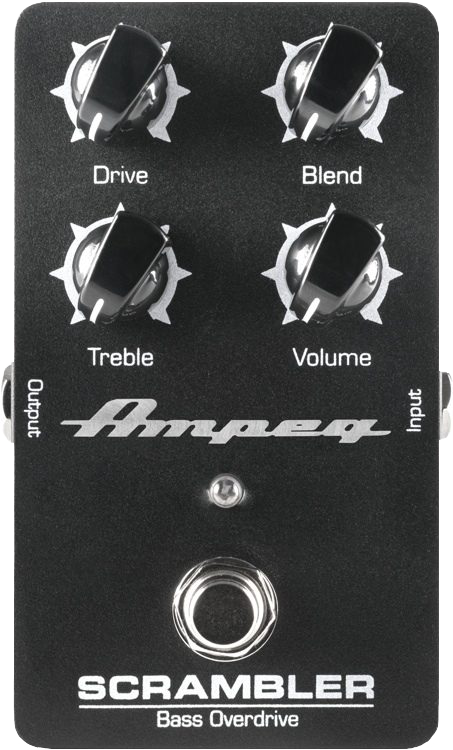 Drive
Blend
Treble
Volume
Output
Input
Ampeg
SCRAMBLER
Bass Overdrive